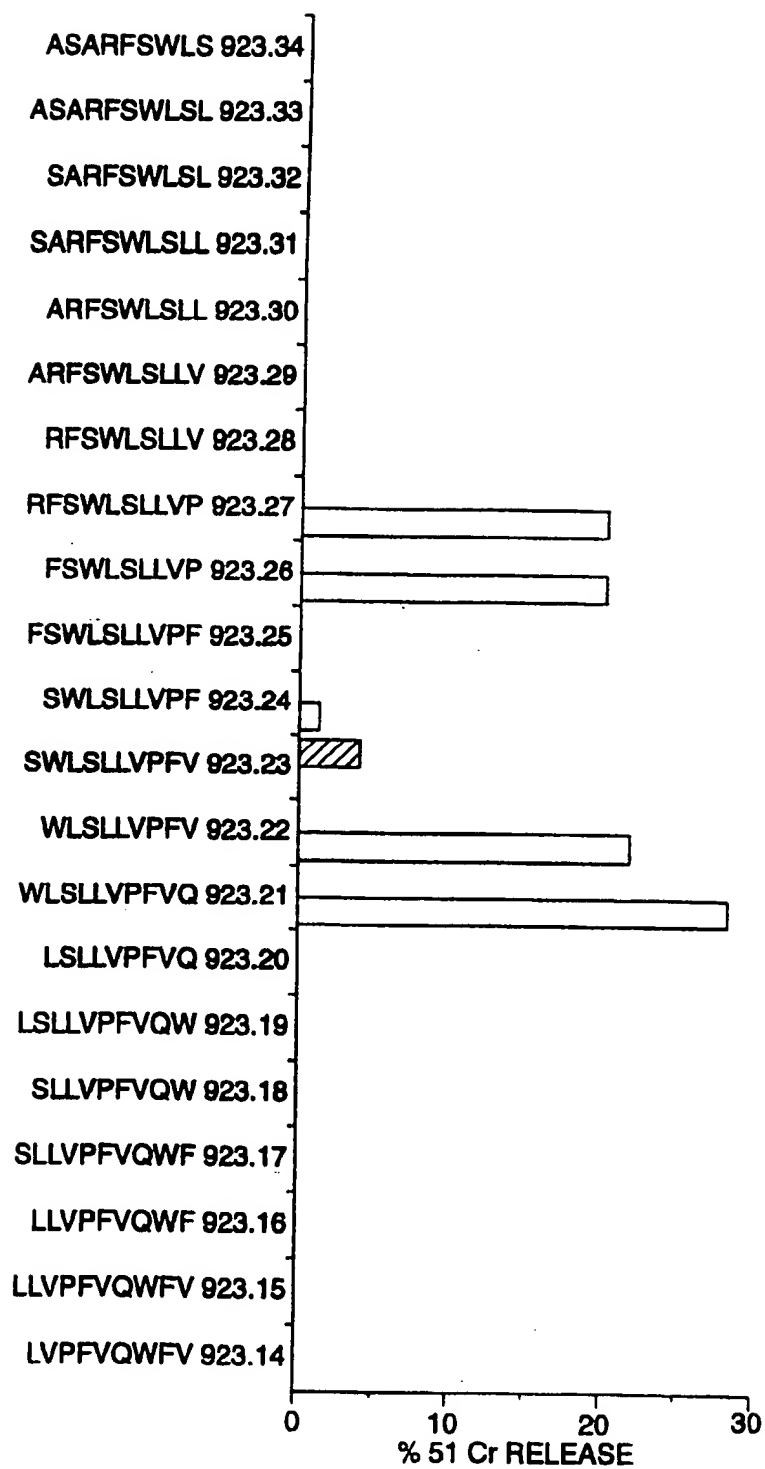 ASARFSWLS 923.34
ASARFSWLSL 923.33
SARFSWLSL 923.32
SARFSWLSLL 923.31
ARFSWLSLL 923.30
ARFSWLSLLV 923.29
RFSWLSLLV 923.28
RFSWLSLLVP 923.27
FSWLSLLVP 923.26
FSWLSLLVPF 923.25
SWLSLLVPF 923.24
SWLSLLVPFV 923.23
WLSLLVPFV 923.22
WLSLLVPFVQ 923.21
LSLLVPFVQ 923.20
LSLLVPFVQW 923.19
SLLVPFVQW 923.18
SLLVPFVQWF 923.17
LLVPFVQWF 923.16
LLVPFVQWFV 923.15
LVPFVQWFV 923.14
0 10 20 30
% 51 Cr RELEASE